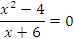 x² − 4
x + 6 = 0